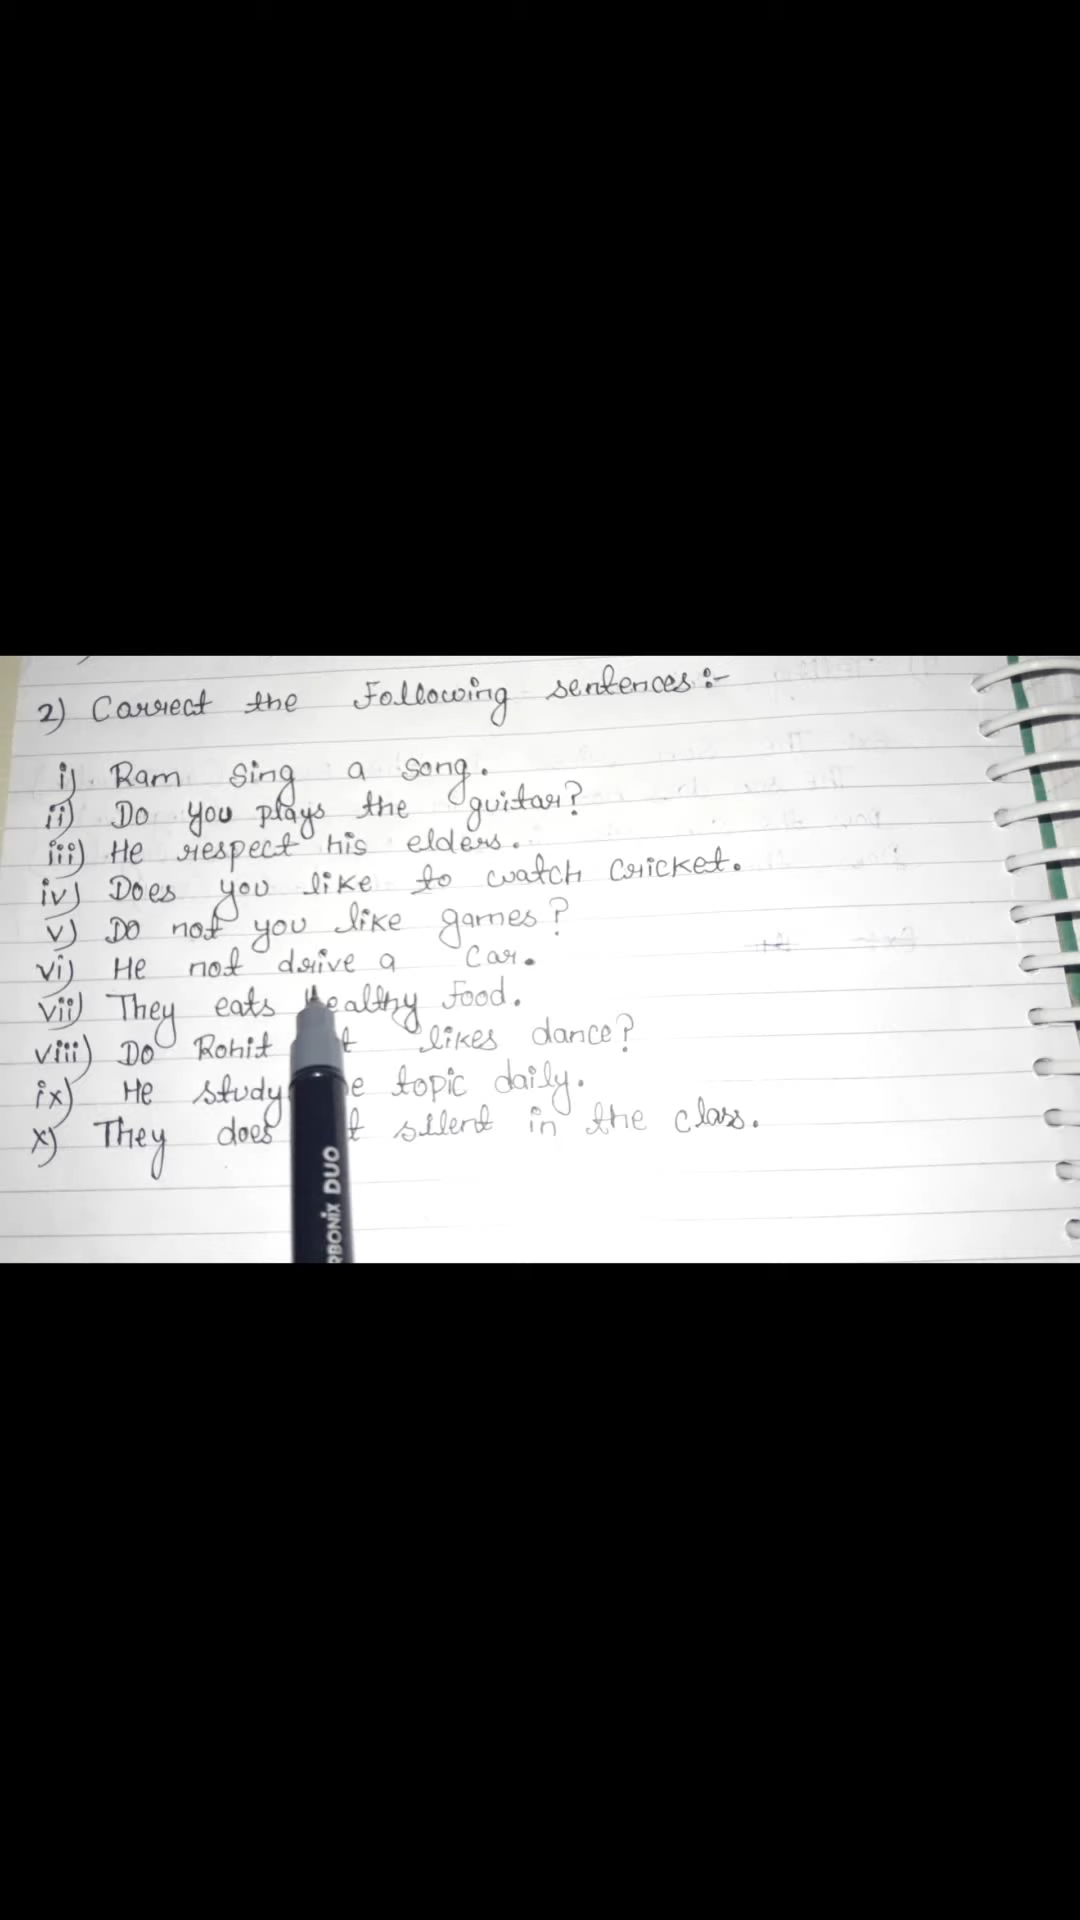 2) Correct the Following sentences:-
i) Ram Sing a song.
ii) Do you plays the guitar?
iii) He respect his elders.
iv) Does you like to watch cricket.
v) Do not you like games?
vi) He not drive a car.
vii) They eats healthy food.
viii) Do Rohit likes dance?
ix) He study topic daily.
x) They does silent in the class.
RBONIX DUO